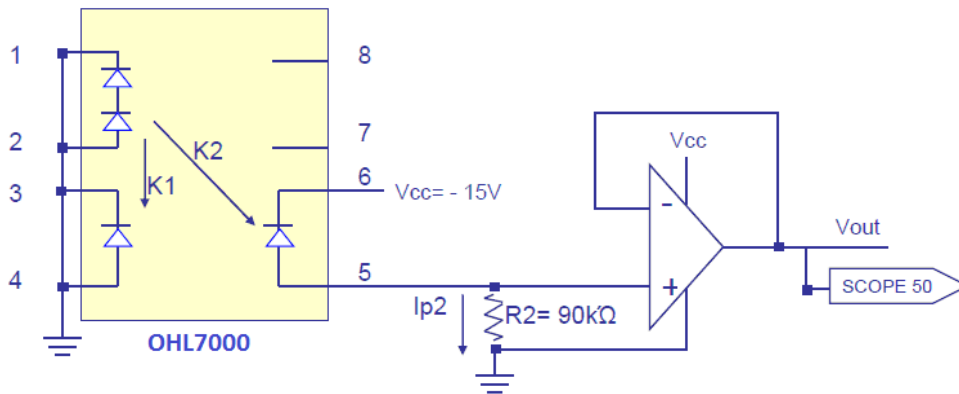 1
2
3
4
8
7
6
5
K1
K2
Vcc= - 15V
OHL7000
Ip2
R2= 90kΩ
Vcc
-
+
Vout
SCOPE 50